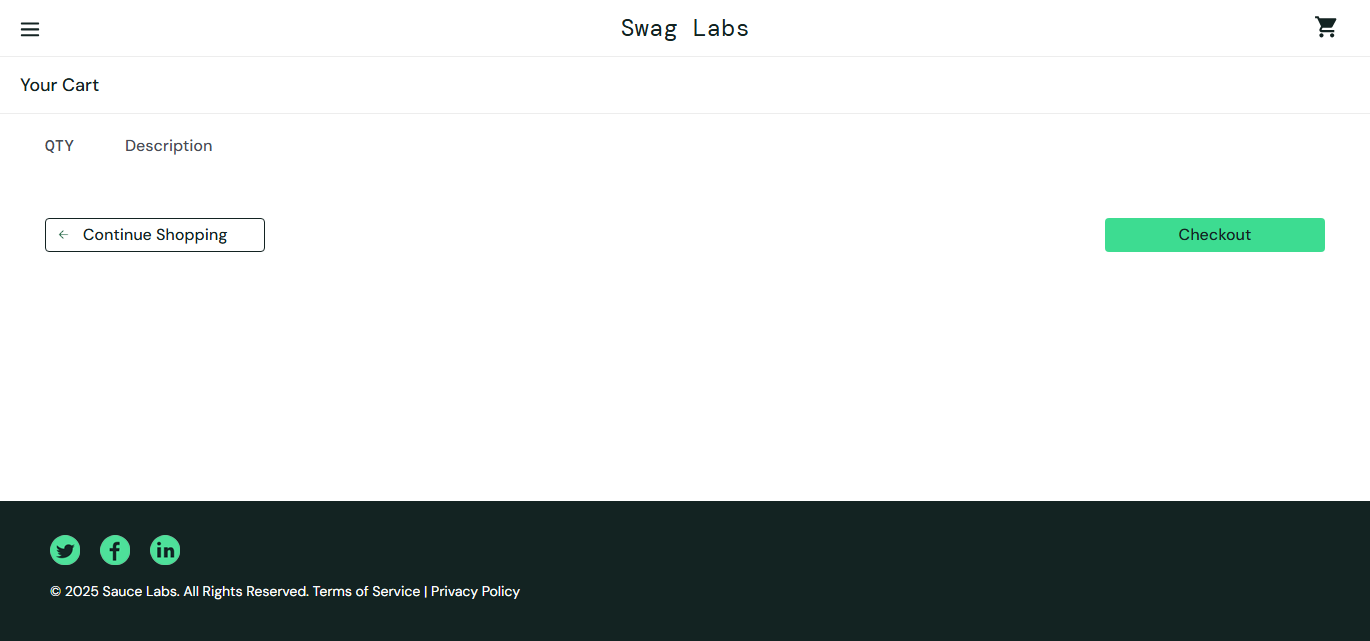 Swag Labs
Your Cart
QTY Description
Continue Shopping Checkout
© 2025 Sauce Labs. All Rights Reserved. Terms of Service | Privacy Policy